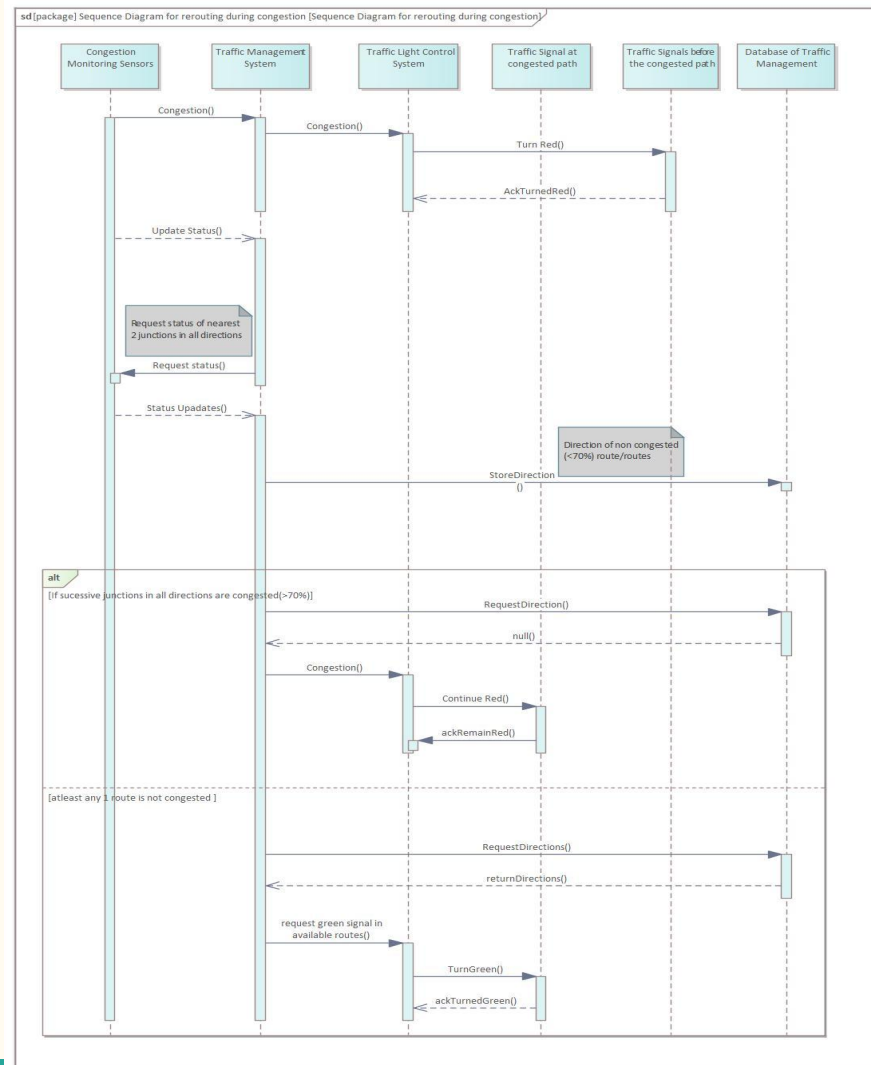 sd [package] Sequence Diagram for rerouting during congestion [Sequence Diagram for rerouting during congestion]
Congestion
Monitoring Sensors
Traffic Management
System
Traffic Light Control
System
Traffic Signal at
congested path
Traffic Signals before
the congested path
Database of Traffic
Management
Congestion()
Congestion()
Turn Red()
AckTurnedRed()
Update Status()
Request status of nearest
2 junctions in all directions
Request status()
Status Upadates()
Direction of non congested
(<70%) route/routes
StoreDirection
()
alt
[If sucessive junctions in all directions are congested(>70%)]
RequestDirection()
null()
Congestion()
Continue Red()
ackRemainRed()
[atleast any 1 route is not congested ]
RequestDirections()
returnDirections()
request green signal in
available routes()
TurnGreen()
ackTurnedGreen()